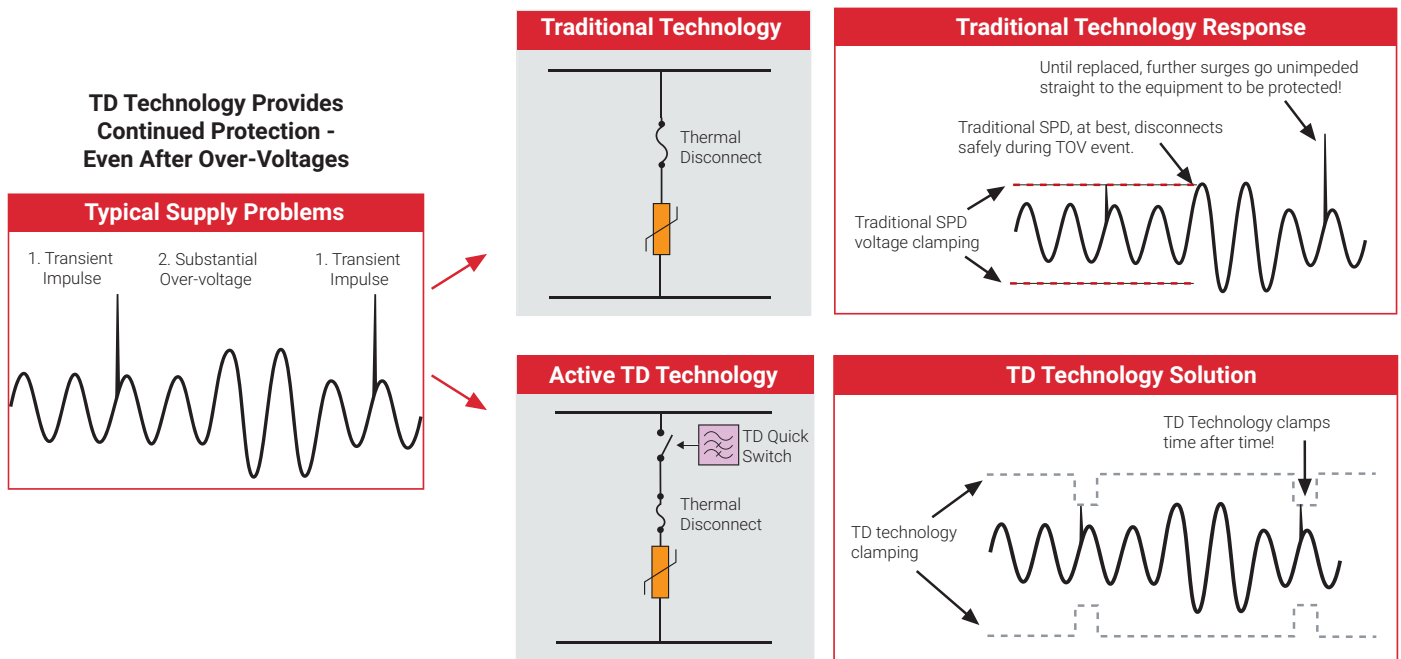 TD Technology Provides
Continued Protection -
Even After Over-Voltages
Typical Supply Problems
1. Transient
Impulse
2. Substantial
Over-voltage
1. Transient
Impulse
Traditional Technology
Thermal
Disconnect
Traditional Technology Response
Until replaced, further surges go unimpeded
straight to the equipment to be protected!
Traditional SPD, at best, disconnects
safely during TOV event.
Traditional SPD
voltage clamping
Active TD Technology
TD Quick
Switch
Thermal
Disconnect
TD Technology Solution
TD Technology clamps
time after time!
TD technology
clamping